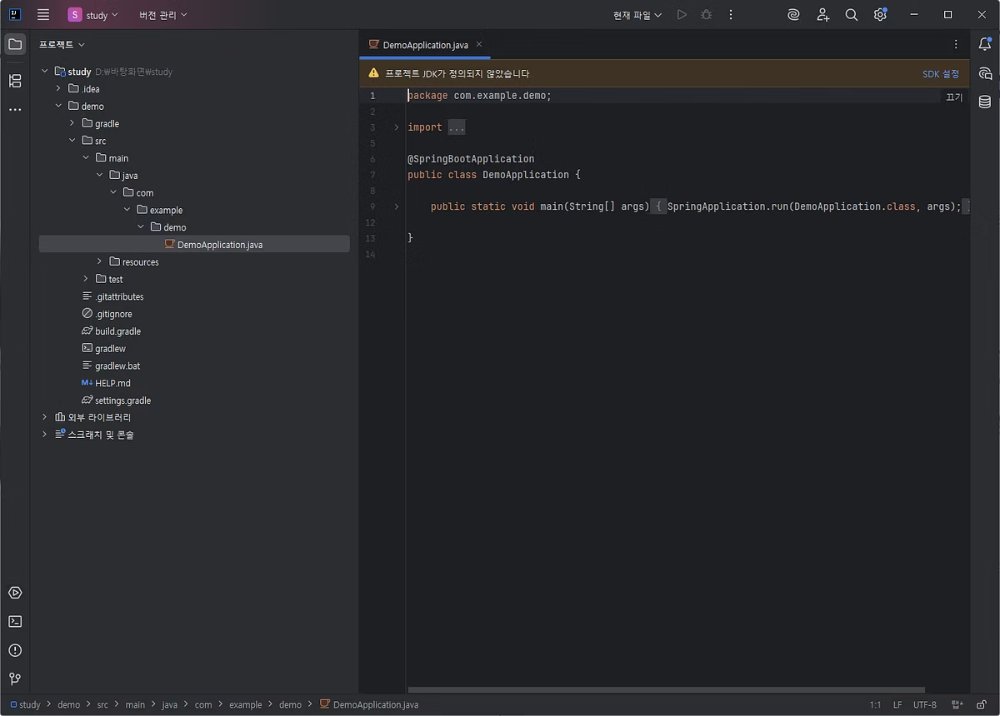 S study 버전 관리 현재 파일
프로젝트
DemoApplication.java
study D:₩바탕화면₩study
.idea
demo
gradle
src
main
java
com
example
demo
DemoApplication.java
resources
test
.gitattributes
.gitignore
build.gradle
gradlew
gradlew.bat
M↓ HELP.md
settings.gradle
외부 라이브러리
스크래치 및 콘솔
프로젝트 JDK가 정의되지 않았습니다 SDK 설정
1 package com.example.demo; 끄기
2
3 import ...
5
6 @SpringBootApplication
7 public class DemoApplication {
8
9 public static void main(String[] args) { SpringApplication.run(DemoApplication.class, args);
12
13 }
14
study > demo > src > main > java > com > example > demo > DemoApplication.java 1:1 LF UTF-8 탭*